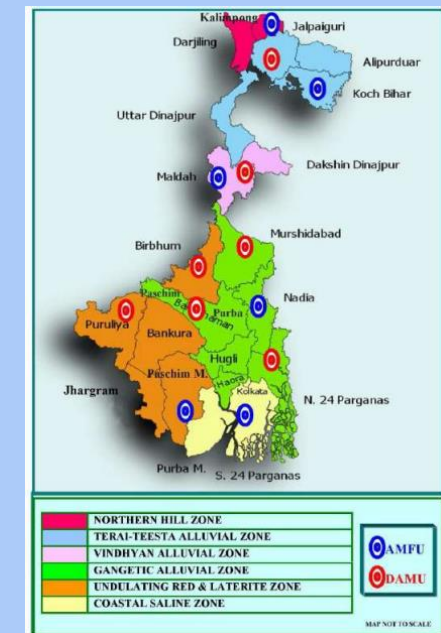 Kalimpong
Jalpaiguri
Darjiling
Alipurduar
Koch Bihar
Uttar Dinajpur
Dakshin Dinajpur
Maldah
Murshidabad
Birbhum
Paschim
Nadia
Purba
Puruliya
Bankura
Hugli
Paschim M.
Haora
Jhargram
Kolkata
N. 24 Parganas
Purba M.
S. 24 Parganas
NORTHERN HILL ZONE
TERAI-TEESTA ALLUVIAL ZONE
VINDHYAN ALLUVIAL ZONE
GANGETIC ALLUVIAL ZONE
UNDULATING RED & LATERITE ZONE
COASTAL SALINE ZONE
AMFU
DAMU
MAP NOT TO SCALE